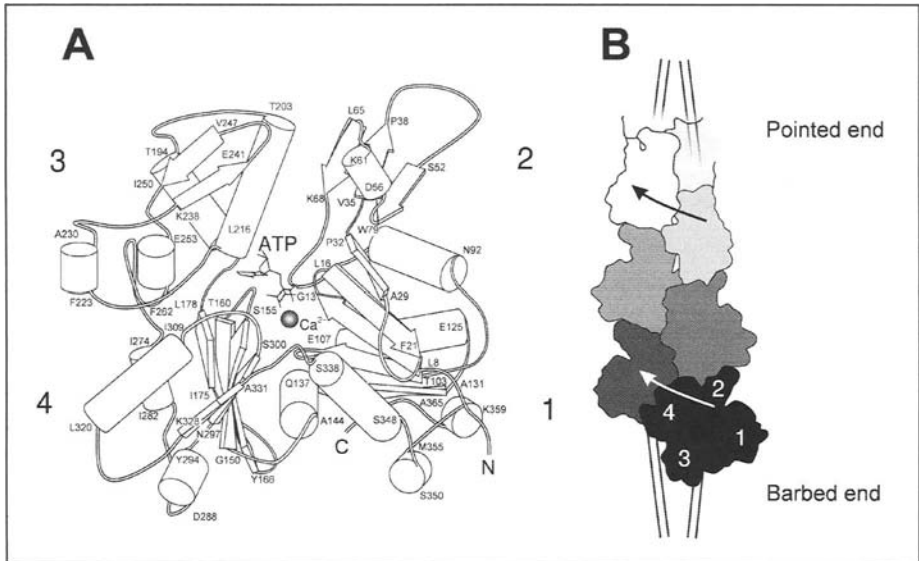 A
B
T203
V247
L65
P38
3
T194
E241
K61
S52
2
Pointed end
I250
D56
K68
V35
K238
W79
A230
E253
L216
ATP
P32
N92
L16
F223
F262
L178
T160
S155
G13
A29
I309
Ca2-
E125
I274
S300
E107
F21
L8
4
S338
T103
A131
1
2
I175
A331
Q137
A365
K359
4
1
I282
L320
K328
A144
S348
N297
C
M355
N
3
Y294
G150
Y166
S350
Barbed end
D288